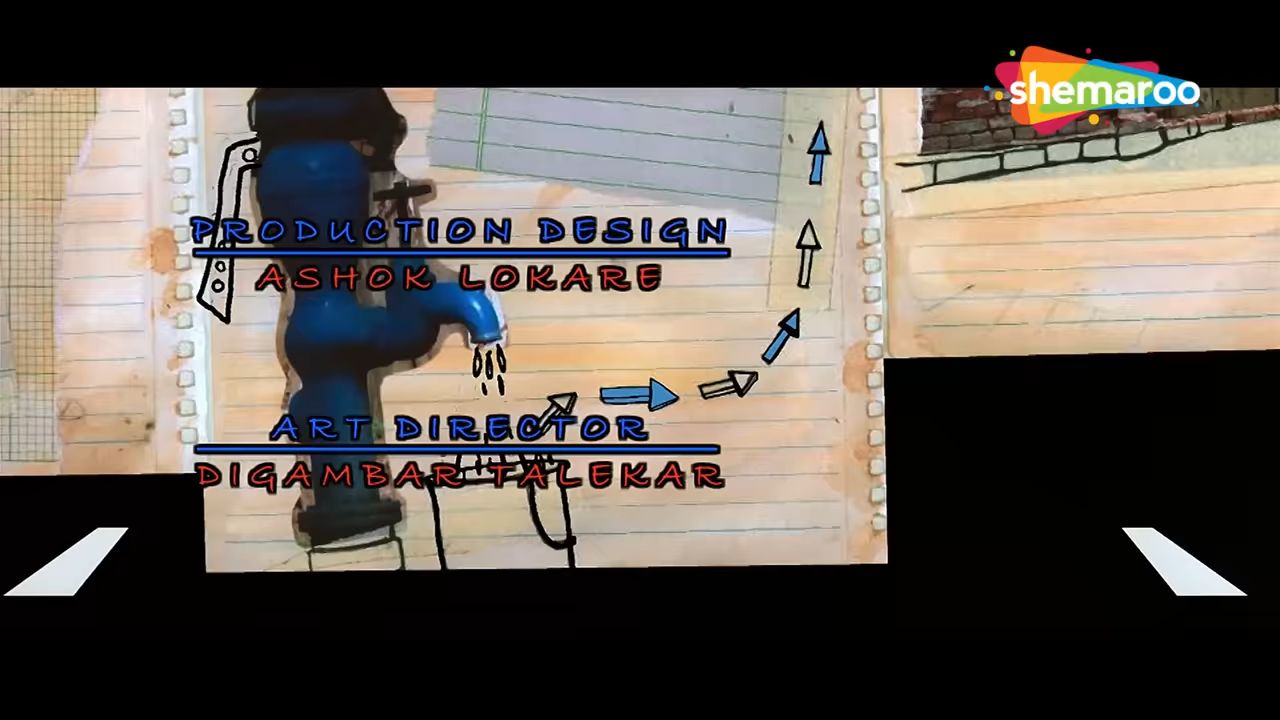 shemaroo
PRODUCTION DESIGN
ASHOK LOKARE
ART DIRECTOR
DIGAMBAR TALEKAR